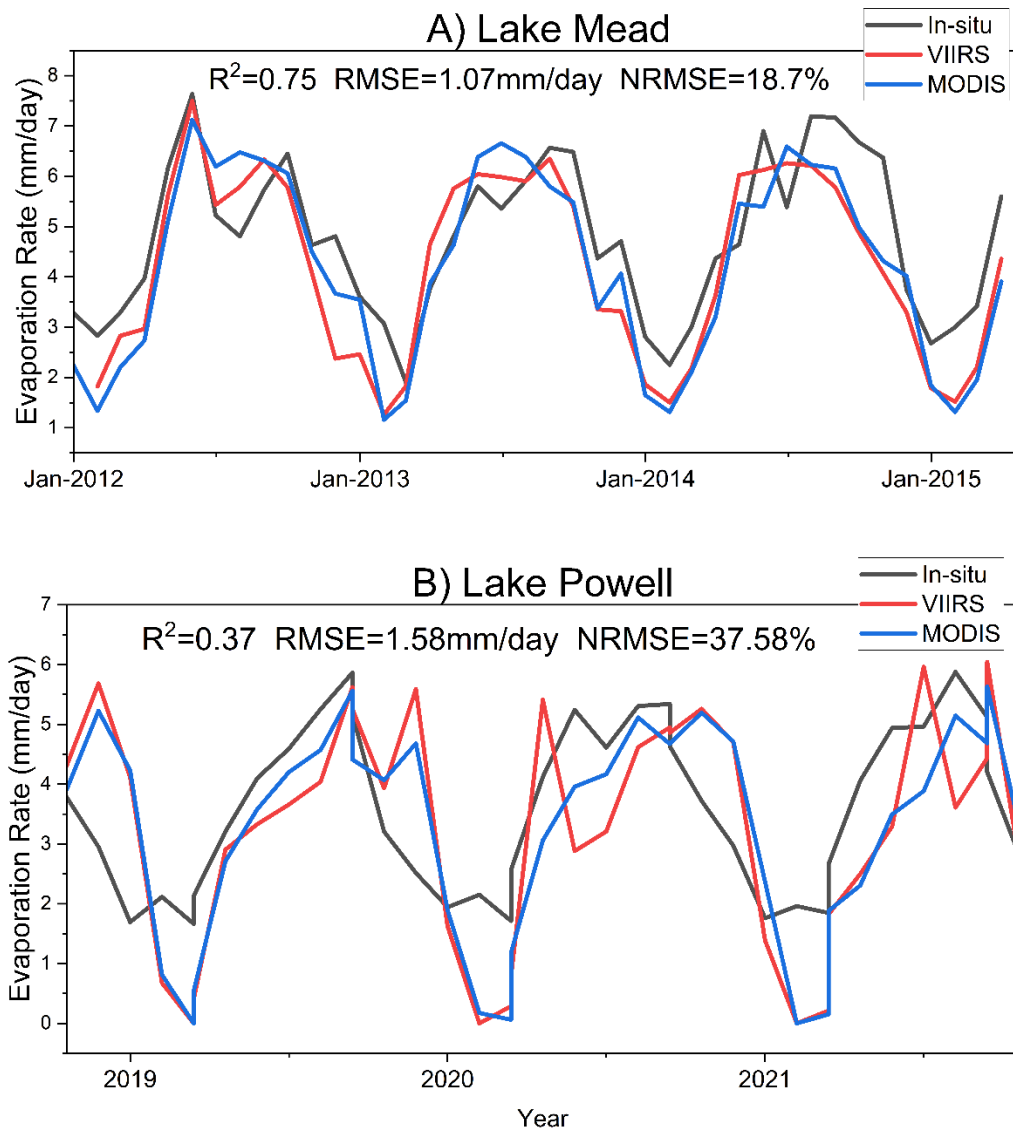 A) Lake Mead
In-situ
VIIRS
MODIS
R²=0.75 RMSE=1.07mm/day NRMSE=18.7%
Evaporation Rate (mm/day)
8
7
6
5
4
3
2
1
Jan-2012
Jan-2013
Jan-2014
Jan-2015
B) Lake Powell
In-situ
VIIRS
MODIS
R²=0.37 RMSE=1.58mm/day NRMSE=37.58%
Evaporation Rate (mm/day)
7
6
5
4
3
2
1
0
2019
2020
2021
Year